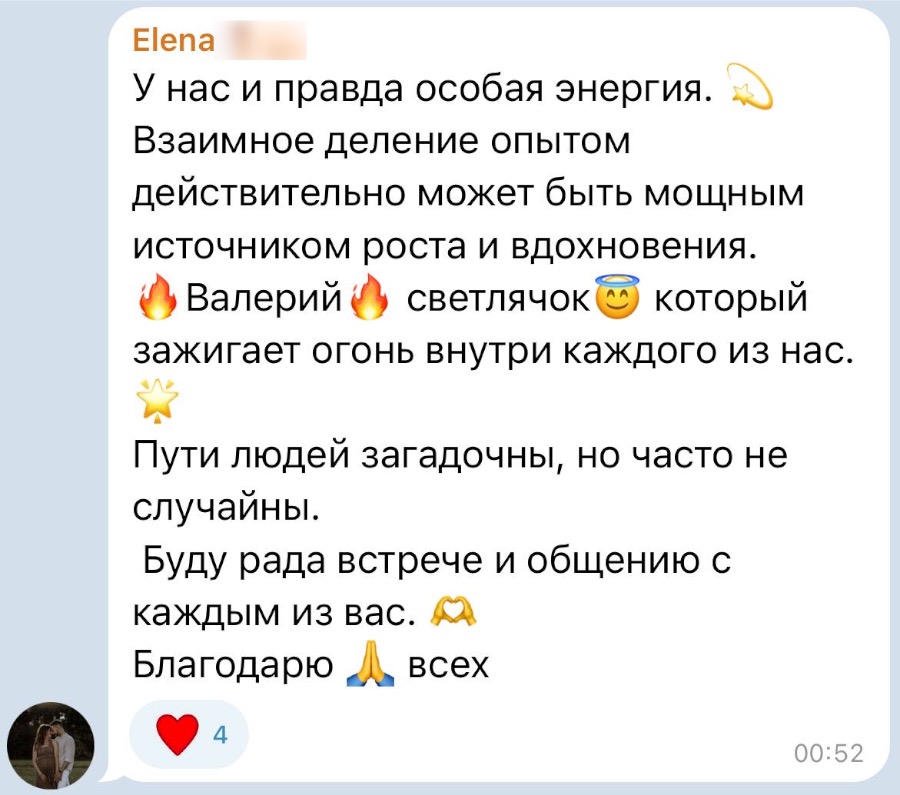 Elena
У нас и правда особая энергия. 💫
Взаимное деление опытом
действительно может быть мощным
источником роста и вдохновения.
🔥Валерий🔥 светлячок😇 который
зажигает огонь внутри каждого из нас.
🌟
Пути людей загадочны, но часто не
случайны.
Буду рада встрече и общению с
каждым из вас. 🫶
Благодарю 🙏 всех
❤️ 4
00:52